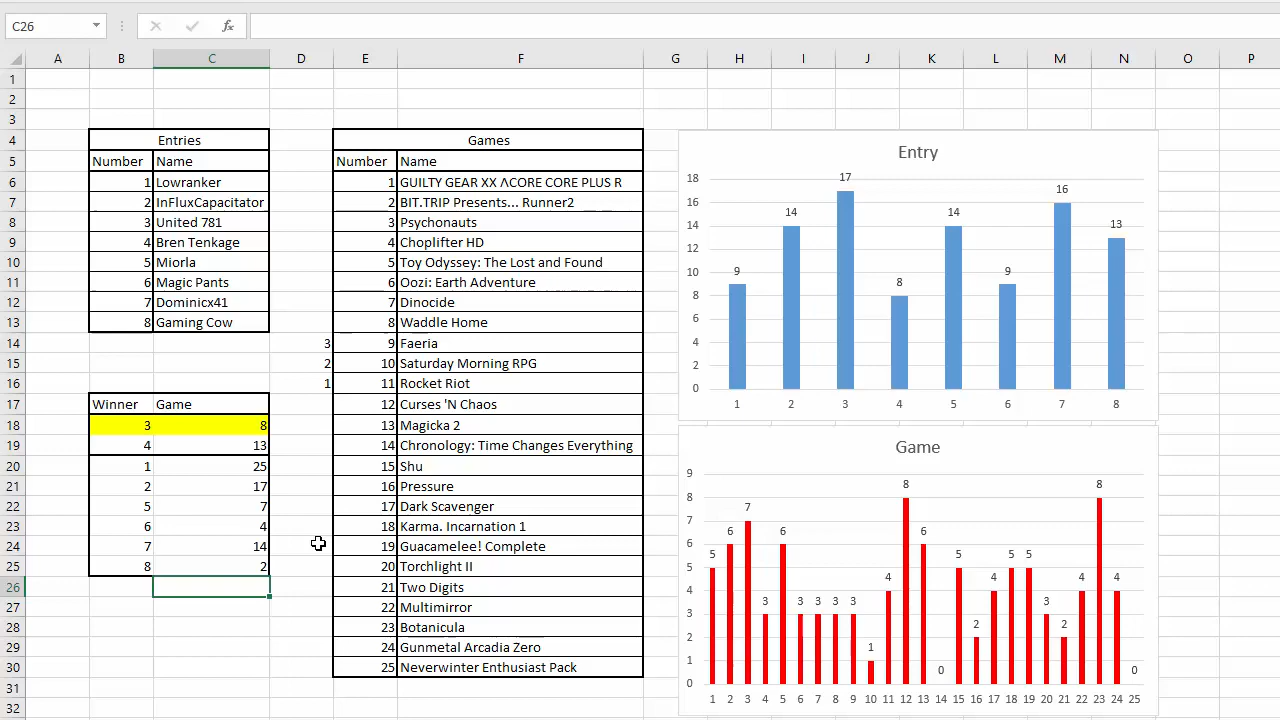 C26
fx
A B C D E F G H I J K L M N O P
1
2
3
4 Entries Games
5 Number Name Number Name
6 1 Lowranker 1 GUILTY GEAR XX ΛCORE CORE PLUS R
7 2 InFluxCapacitator 2 BIT.TRIP Presents... Runner2
8 3 United 781 3 Psychonauts
9 4 Bren Tenkage 4 Choplifter HD
10 5 Miorla 5 Toy Odyssey: The Lost and Found
11 6 Magic Pants 6 Oozi: Earth Adventure
12 7 Dominicx41 7 Dinocide
13 8 Gaming Cow 8 Waddle Home
14 3 9 Faeria
15 2 10 Saturday Morning RPG
16 1 11 Rocket Riot
17 Winner Game 12 Curses 'N Chaos
18 3 8 13 Magicka 2
19 4 13 14 Chronology: Time Changes Everything
20 1 25 15 Shu
21 2 17 16 Pressure
22 5 7 17 Dark Scavenger
23 6 4 18 Karma. Incarnation 1
24 7 14 19 Guacamelee! Complete
25 8 2 20 Torchlight II
26 21 Two Digits
27 22 Multimirror
28 23 Botanicula
29 24 Gunmetal Arcadia Zero
30 25 Neverwinter Enthusiast Pack
31
32
Entry
18
16
14
12
10
8
6
4
2
0
9 14 17 8 14 9 16 13
1 2 3 4 5 6 7 8
Game
9
8
7
6
5
4
3
2
1
0
5 6 7 3 6 3 3 3 3 1 4 8 6 0 5 2 4 5 5 3 2 4 8 4 0
1 2 3 4 5 6 7 8 9 10 11 12 13 14 15 16 17 18 19 20 21 22 23 24 25